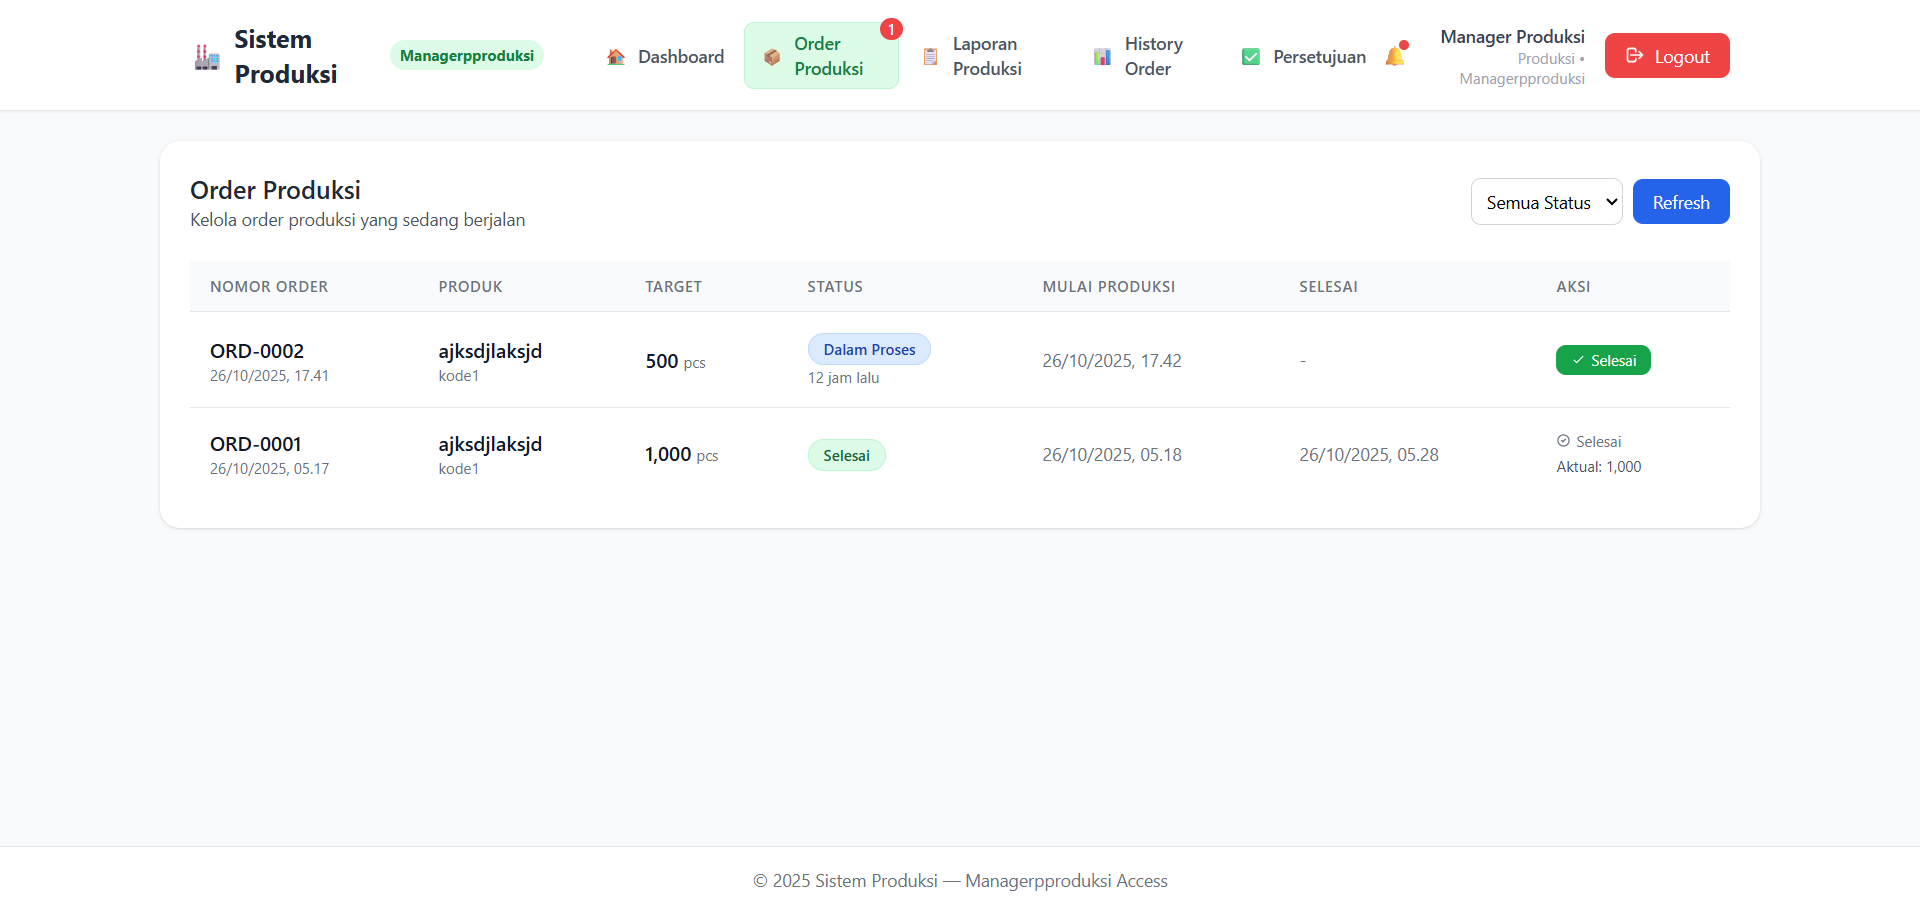 Sistem
Produksi
Managerpproduksi
Dashboard
Order
Produksi
1
Laporan
Produksi
History
Order
Persetujuan
Manager Produksi
Produksi •
Managerpproduksi
Logout
Order Produksi
Kelola order produksi yang sedang berjalan
Semua Status
Refresh
NOMOR ORDER PRODUK TARGET STATUS MULAI PRODUKSI SELESAI AKSI
ORD-0002
26/10/2025, 17.41
ajksdjlaksjd
kode1
500 pcs
Dalam Proses
12 jam lalu
26/10/2025, 17.42
-
Selesai
ORD-0001
26/10/2025, 05.17
ajksdjlaksjd
kode1
1,000 pcs
Selesai
26/10/2025, 05.18
26/10/2025, 05.28
Selesai
Aktual: 1,000
© 2025 Sistem Produksi — Managerpproduksi Access